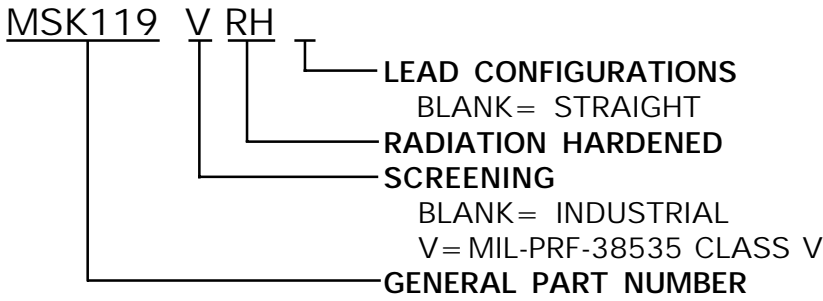 MSK119 V RH _
LEAD CONFIGURATIONS
BLANK= STRAIGHT
RADIATION HARDENED
SCREENING
BLANK= INDUSTRIAL
V=MIL-PRF-38535 CLASS V
GENERAL PART NUMBER